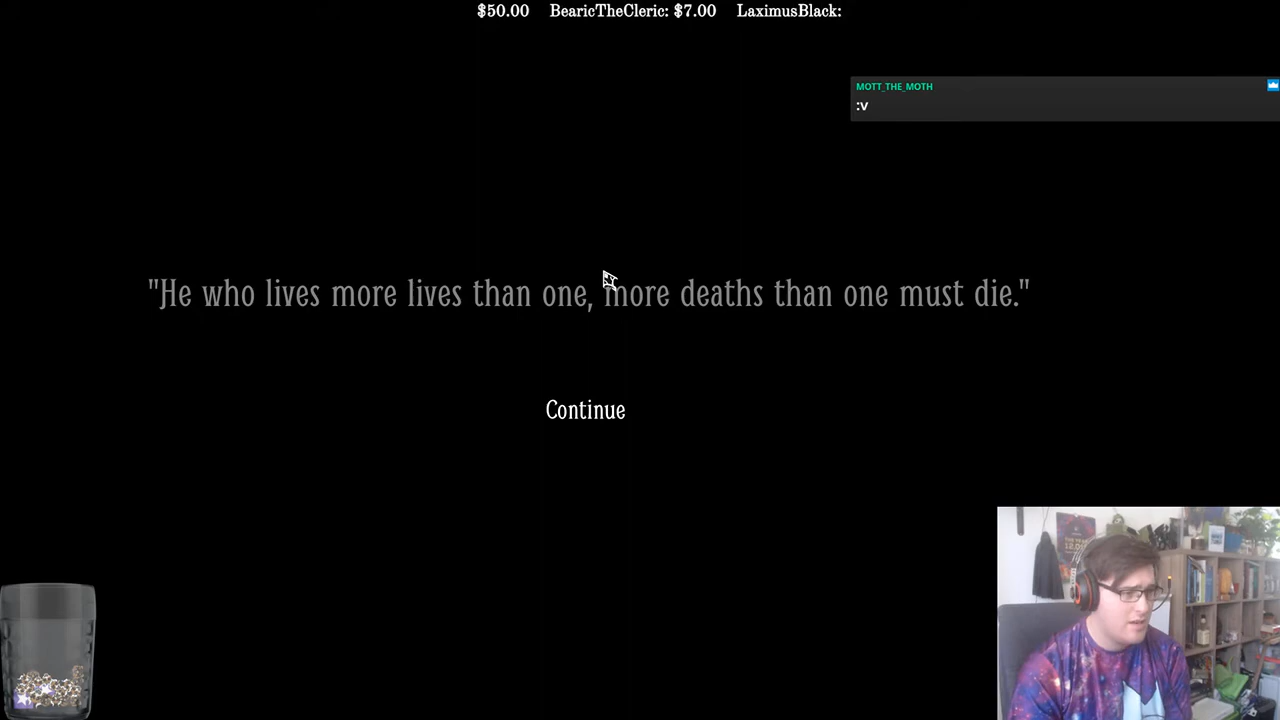 $50.00 BearicTheCleric: $7.00 LaximusBlack:
MOTT_THE_MOTH
:v
"He who lives more lives than one, more deaths than one must die."
Continue